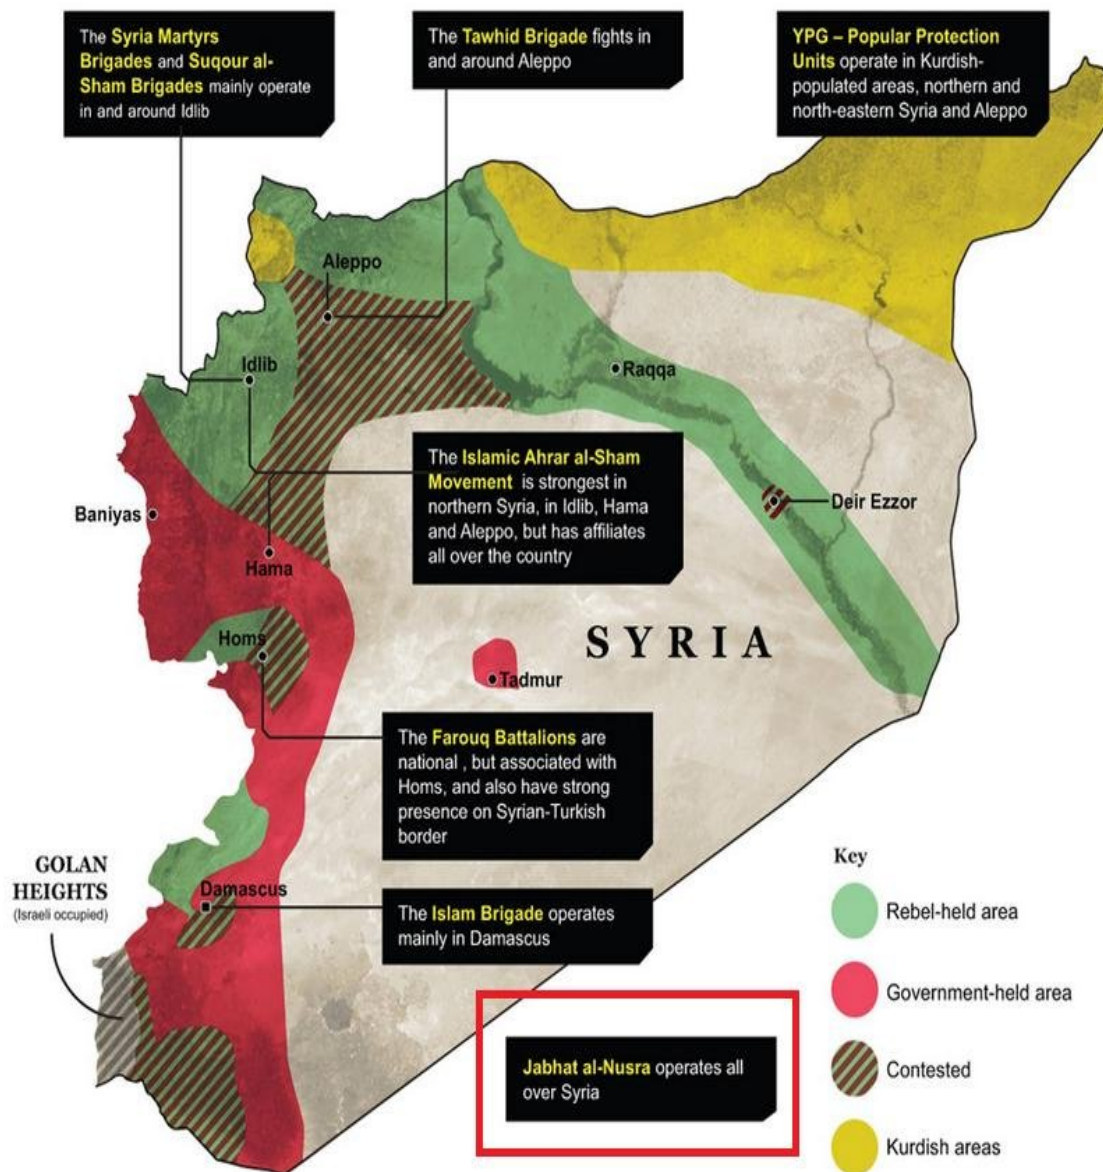 The Syria Martyrs
Brigades and Suqour al-
Sham Brigades mainly operate
in and around Idlib
The Tawhid Brigade fights in
and around Aleppo
YPG – Popular Protection
Units operate in Kurdish-
populated areas, northern and
north-eastern Syria and Aleppo
Aleppo
Idlib
Raqqa
The Islamic Ahrar al-Sham
Movement is strongest in
northern Syria, in Idlib, Hama
and Aleppo, but has affiliates
all over the country
Deir Ezzor
Baniyas
Hama
Homs
SYRIA
Tadmur
The Farouq Battalions are
national , but associated with
Homs, and also have strong
presence on Syrian-Turkish
border
GOLAN
HEIGHTS
(Israeli occupied)
Damascus
The Islam Brigade operates
mainly in Damascus
Jabhat al-Nusra operates all
over Syria
Key
Rebel-held area
Government-held area
Contested
Kurdish areas